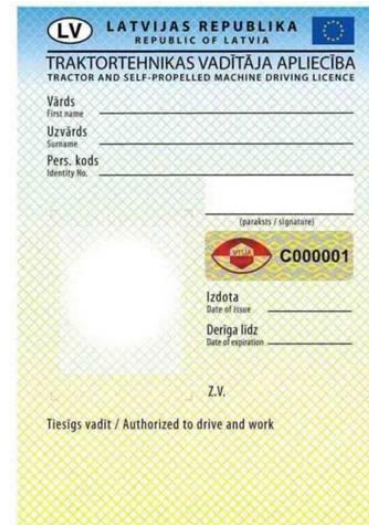 LV
LATVIJAS REPUBLIKA
REPUBLIC OF LATVIA
TRAKTORTEHNIKAS VADĪTĀJA APLIECĪBA
TRACTOR AND SELF-PROPELLED MACHINE DRIVING LICENCE
Vārds
First name
Uzvārds
Surname
Pers. kods
Identity No.
(paraksts / signature)
VTUA C000001
Izdota
Date of issue
Derīga līdz
Date of expiration
Z.V.
Tiesīgs vadīt / Authorized to drive and work